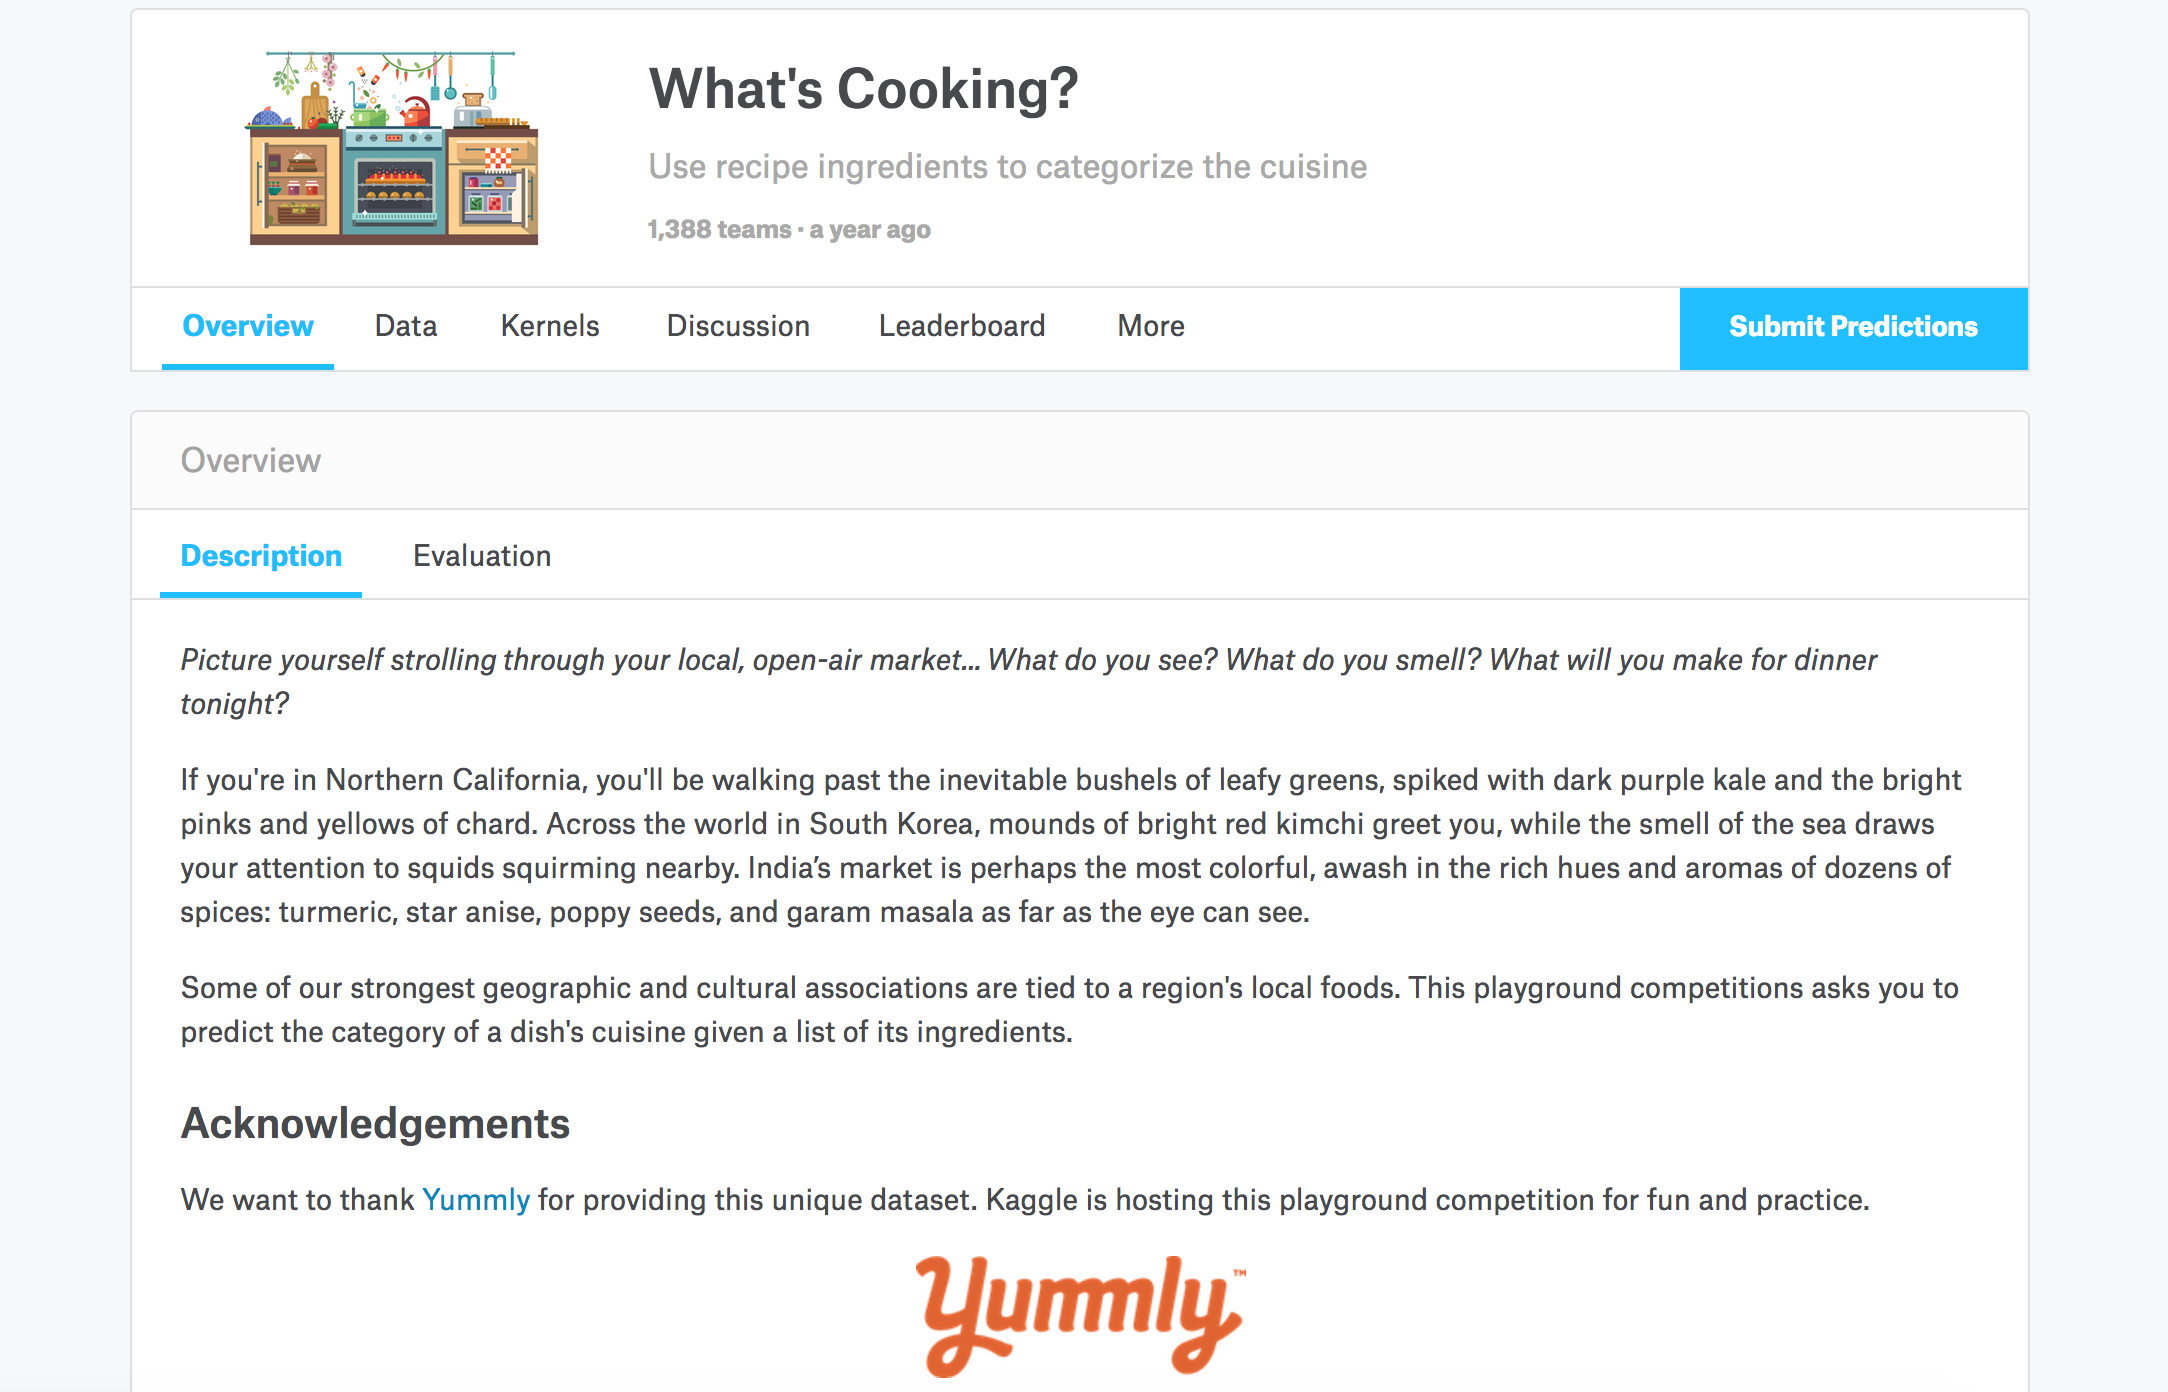 What's Cooking?
Use recipe ingredients to categorize the cuisine
1,388 teams · a year ago
Overview Data Kernels Discussion Leaderboard More Submit Predictions
Overview
Description Evaluation
Picture yourself strolling through your local, open-air market... What do you see? What do you smell? What will you make for dinner
tonight?
If you're in Northern California, you'll be walking past the inevitable bushels of leafy greens, spiked with dark purple kale and the bright
pinks and yellows of chard. Across the world in South Korea, mounds of bright red kimchi greet you, while the smell of the sea draws
your attention to squids squirming nearby. India’s market is perhaps the most colorful, awash in the rich hues and aromas of dozens of
spices: turmeric, star anise, poppy seeds, and garam masala as far as the eye can see.
Some of our strongest geographic and cultural associations are tied to a region's local foods. This playground competitions asks you to
predict the category of a dish's cuisine given a list of its ingredients.
Acknowledgements
We want to thank Yummly for providing this unique dataset. Kaggle is hosting this playground competition for fun and practice.
Yummly™